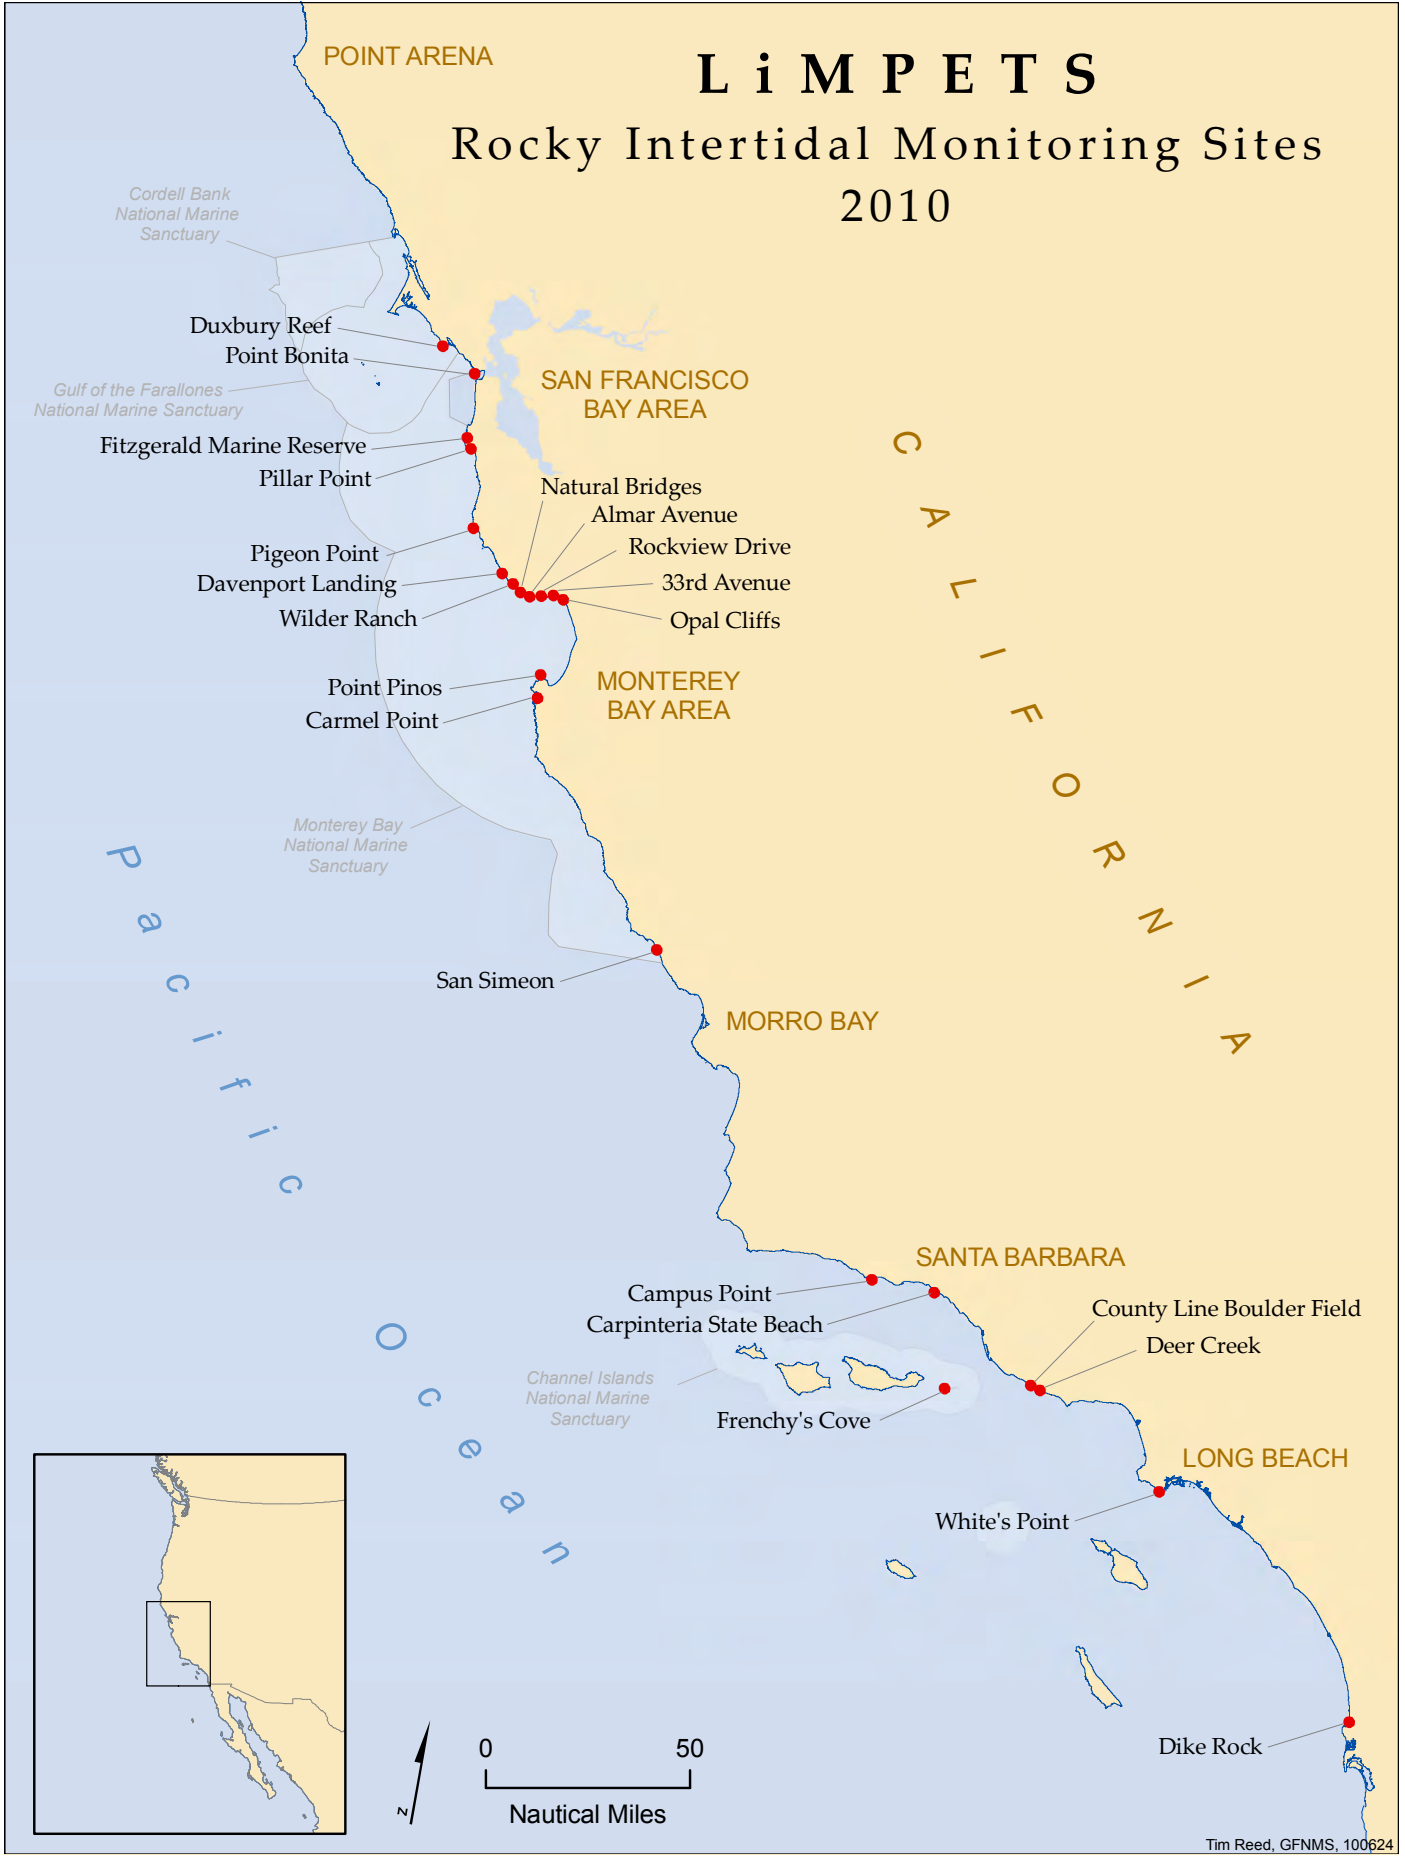 POINT ARENA
LiMPETS
Rocky Intertidal Monitoring Sites
2010
Cordell Bank
National Marine
Sanctuary
Duxbury Reef
Point Bonita
SAN FRANCISCO
BAY AREA
Gulf of the Farallones
National Marine Sanctuary
Fitzgerald Marine Reserve
Pillar Point
Natural Bridges
Almar Avenue
Rockview Drive
Pigeon Point
Davenport Landing
33rd Avenue
Wilder Ranch
Opal Cliffs
CALIFORNIA
Point Pinos
MONTEREY
BAY AREA
Carmel Point
Monterey Bay
National Marine
Sanctuary
Pacific Ocean
San Simeon
MORRO BAY
SANTA BARBARA
Campus Point
Carpinteria State Beach
County Line Boulder Field
Deer Creek
Channel Islands
National Marine
Sanctuary
Frenchy's Cove
LONG BEACH
White's Point
Dike Rock
N
0 50
Nautical Miles
Tim Reed, GFNMS, 100624